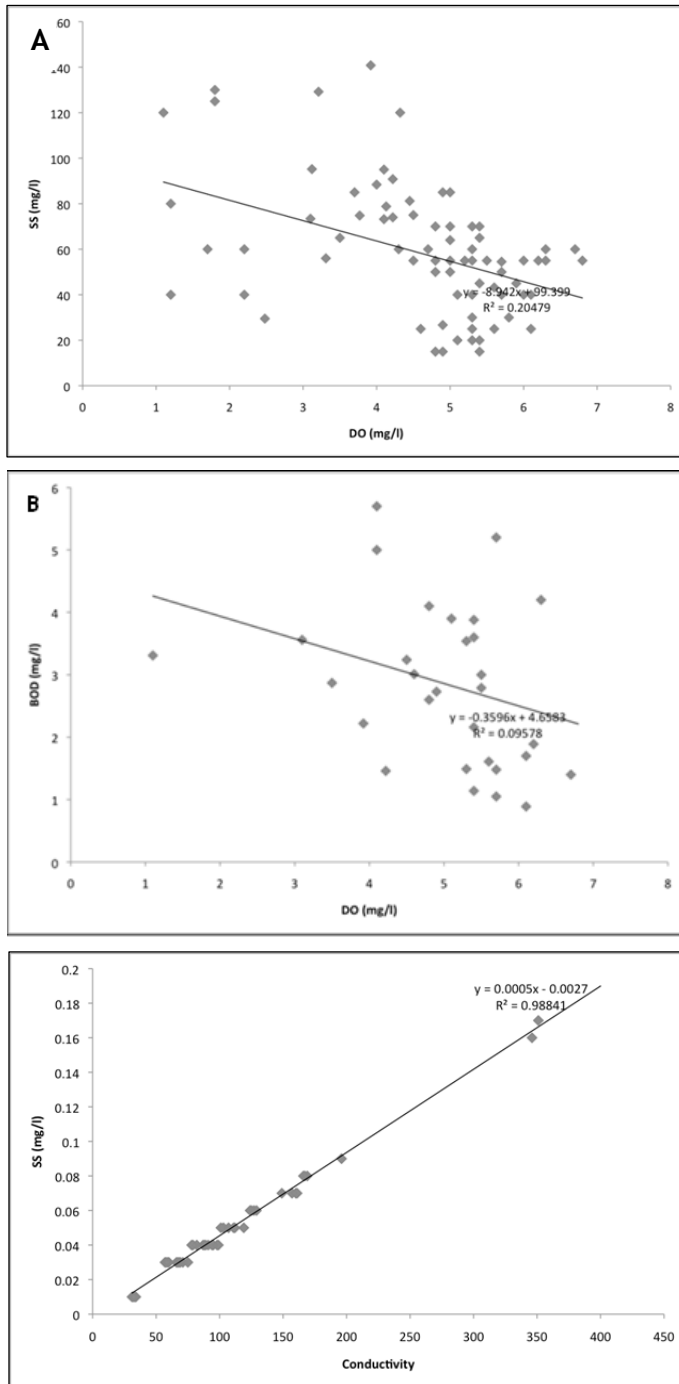 A
60
140
120
100
80
60
40
20
0
SS (mg/l)
y = -8.942x + 99.399
R² = 0.20479
0 1 2 3 4 5 6 7 8
DO (mg/l)
B
6
5
4
3
2
1
0
BOD (mg/l)
y = -0.3596x + 4.6583
R² = 0.09578
0 1 2 3 4 5 6 7 8
DO (mg/l)
0.2
0.18
0.16
0.14
0.12
0.1
0.08
0.06
0.04
0.02
0
SS (mg/l)
y = 0.0005x - 0.0027
R² = 0.98841
0 50 100 150 200 250 300 350 400 450
Conductivity